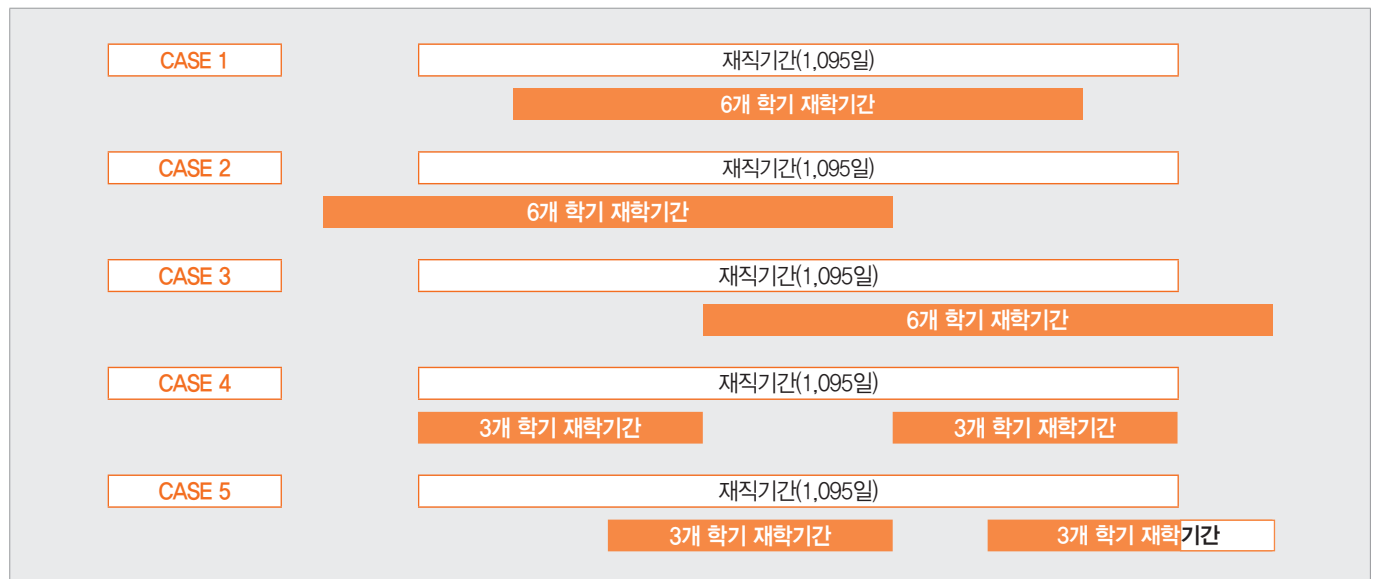 CASE 1 재직기간(1,095일)
6개 학기 재학기간
CASE 2 재직기간(1,095일)
6개 학기 재학기간
CASE 3 재직기간(1,095일)
6개 학기 재학기간
CASE 4 재직기간(1,095일)
3개 학기 재학기간 3개 학기 재학기간
CASE 5 재직기간(1,095일)
3개 학기 재학기간 3개 학기 재학기간